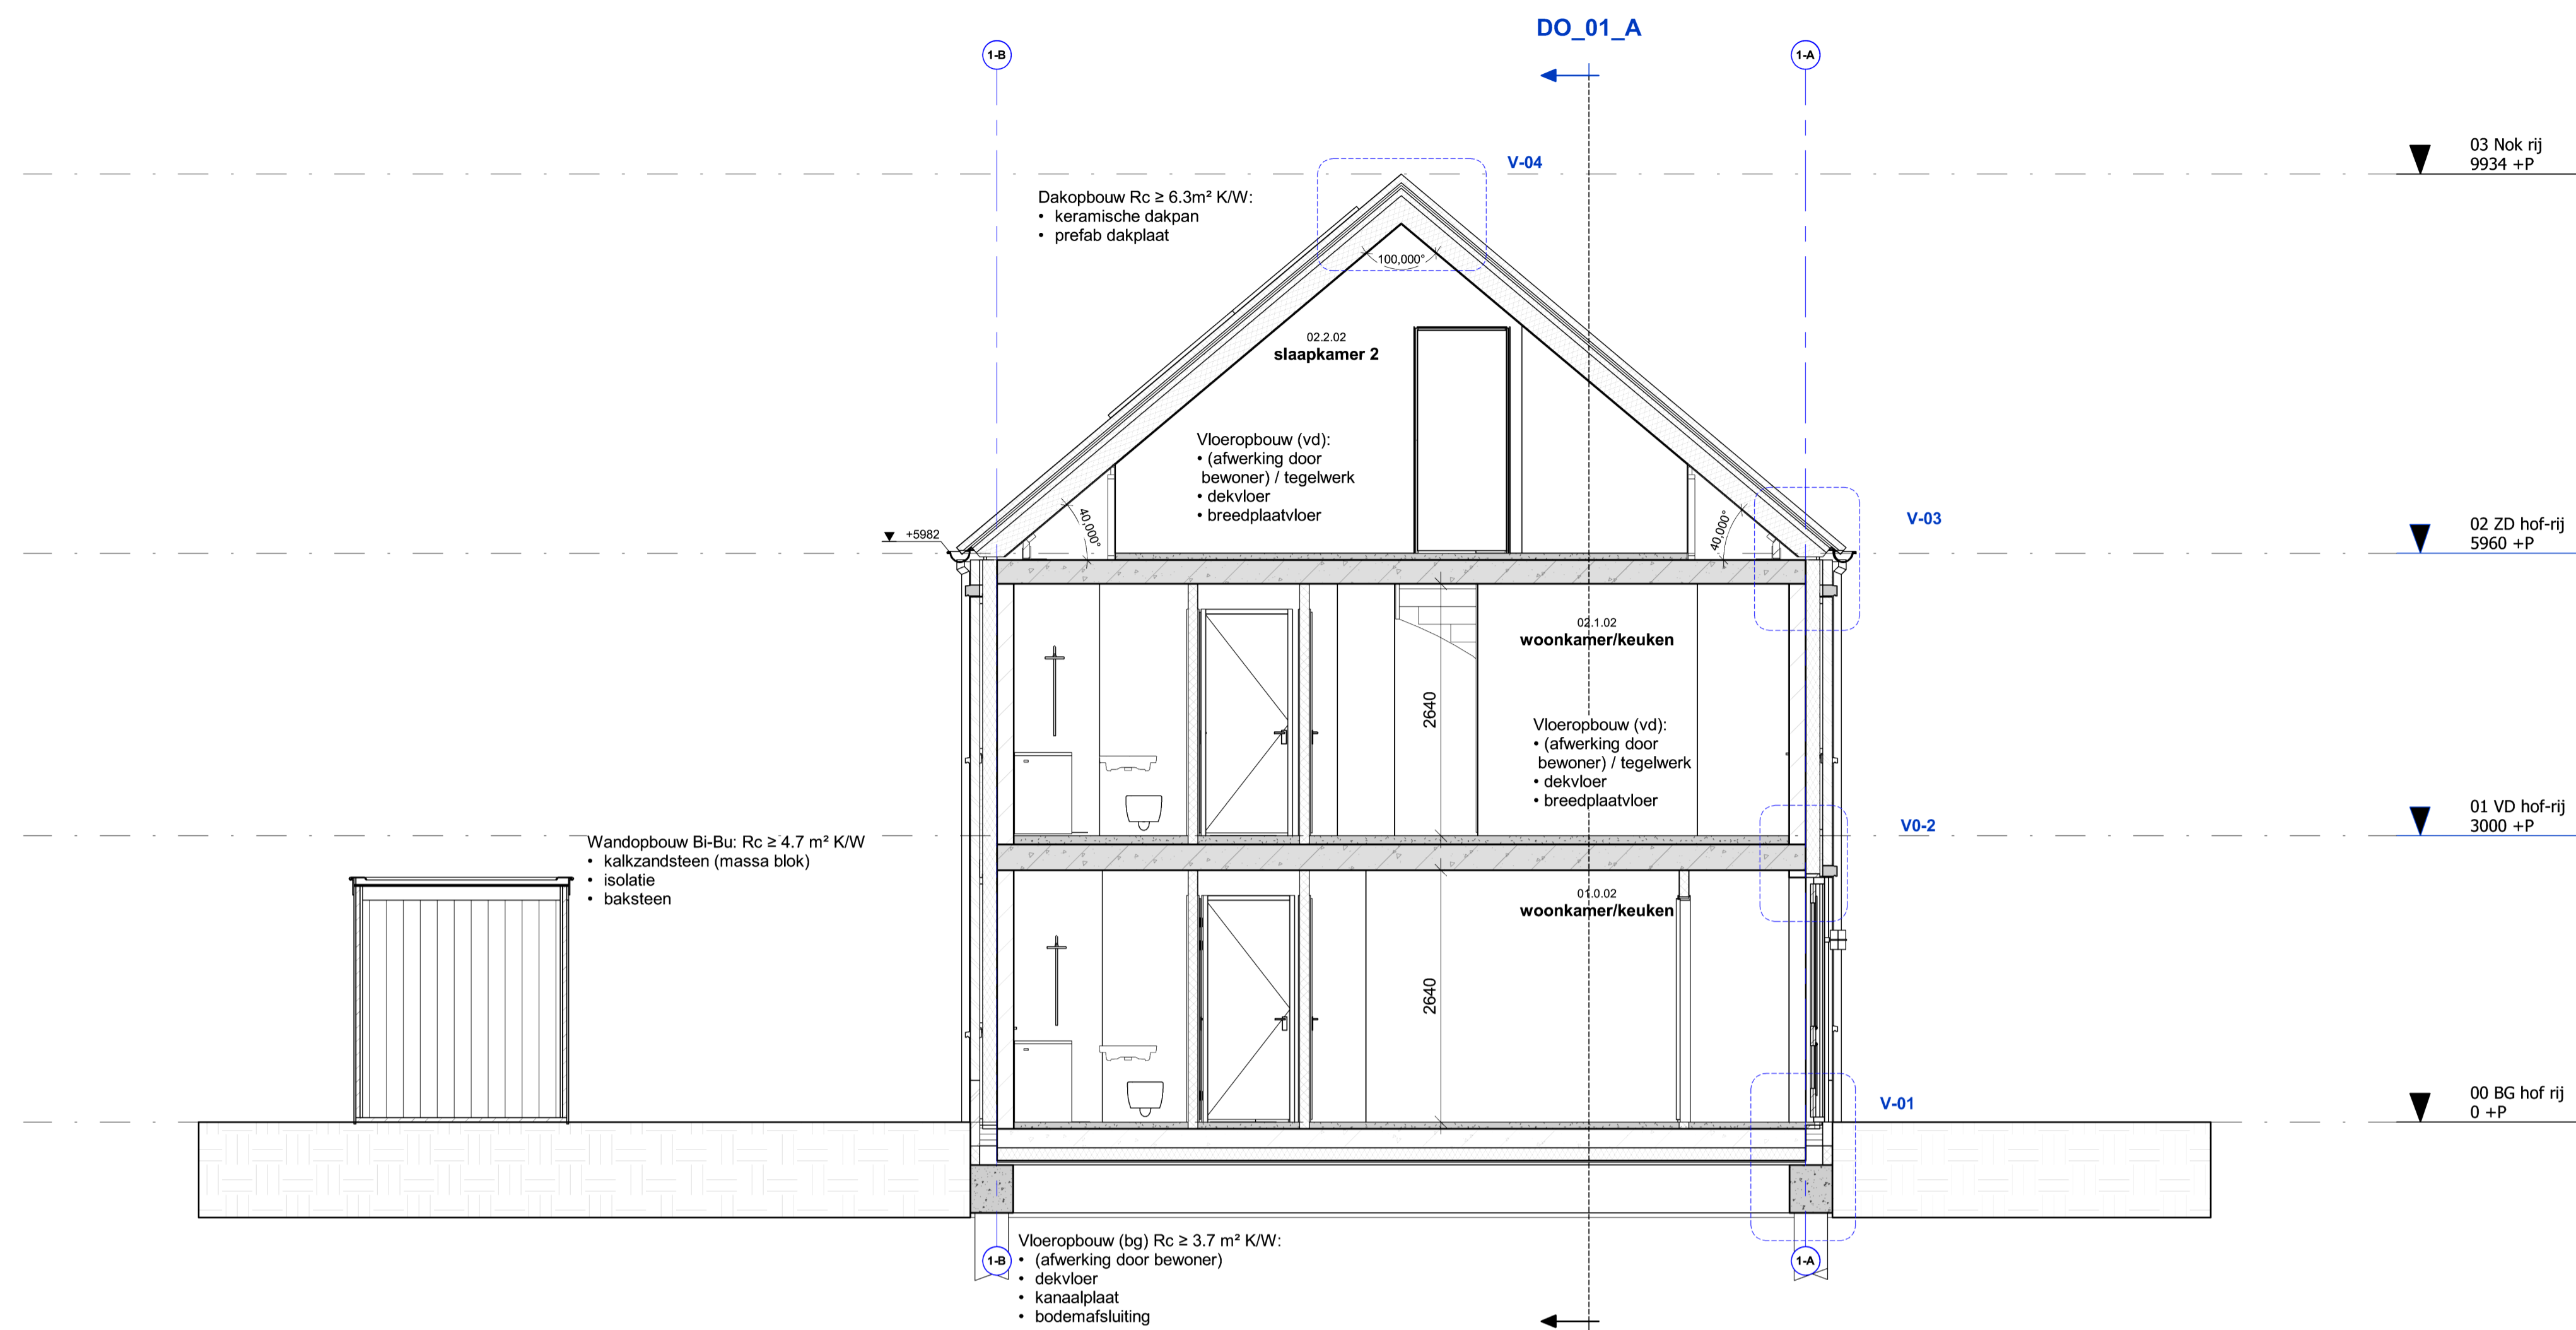 DO_01_A
1-B
1-A
03 Nok rij
9934 +P
V-04
Dakopbouw Rc ≥ 6.3m² K/W:
• keramische dakpan
• prefab dakplaat
100,000°
02.2.02
slaapkamer 2
Vloeropbouw (vd):
• (afwerking door
bewoner) / tegelwerk
• dekvloer
• breedplaatvloer
40,000°
40,000°
+5982
V-03
02 ZD hof-rij
5960 +P
02.1.02
woonkamer/keuken
2640
Vloeropbouw (vd):
• (afwerking door
bewoner) / tegelwerk
• dekvloer
• breedplaatvloer
01 VD hof-rij
3000 +P
V0-2
Wandopbouw Bi-Bu: Rc ≥ 4.7 m² K/W
• kalkzandsteen (massa blok)
• isolatie
• baksteen
01.0.02
woonkamer/keuken
2640
V-01
00 BG hof rij
0 +P
1-B
1-A
Vloeropbouw (bg) Rc ≥ 3.7 m² K/W:
• (afwerking door bewoner)
• dekvloer
• kanaalplaat
• bodemafsluiting